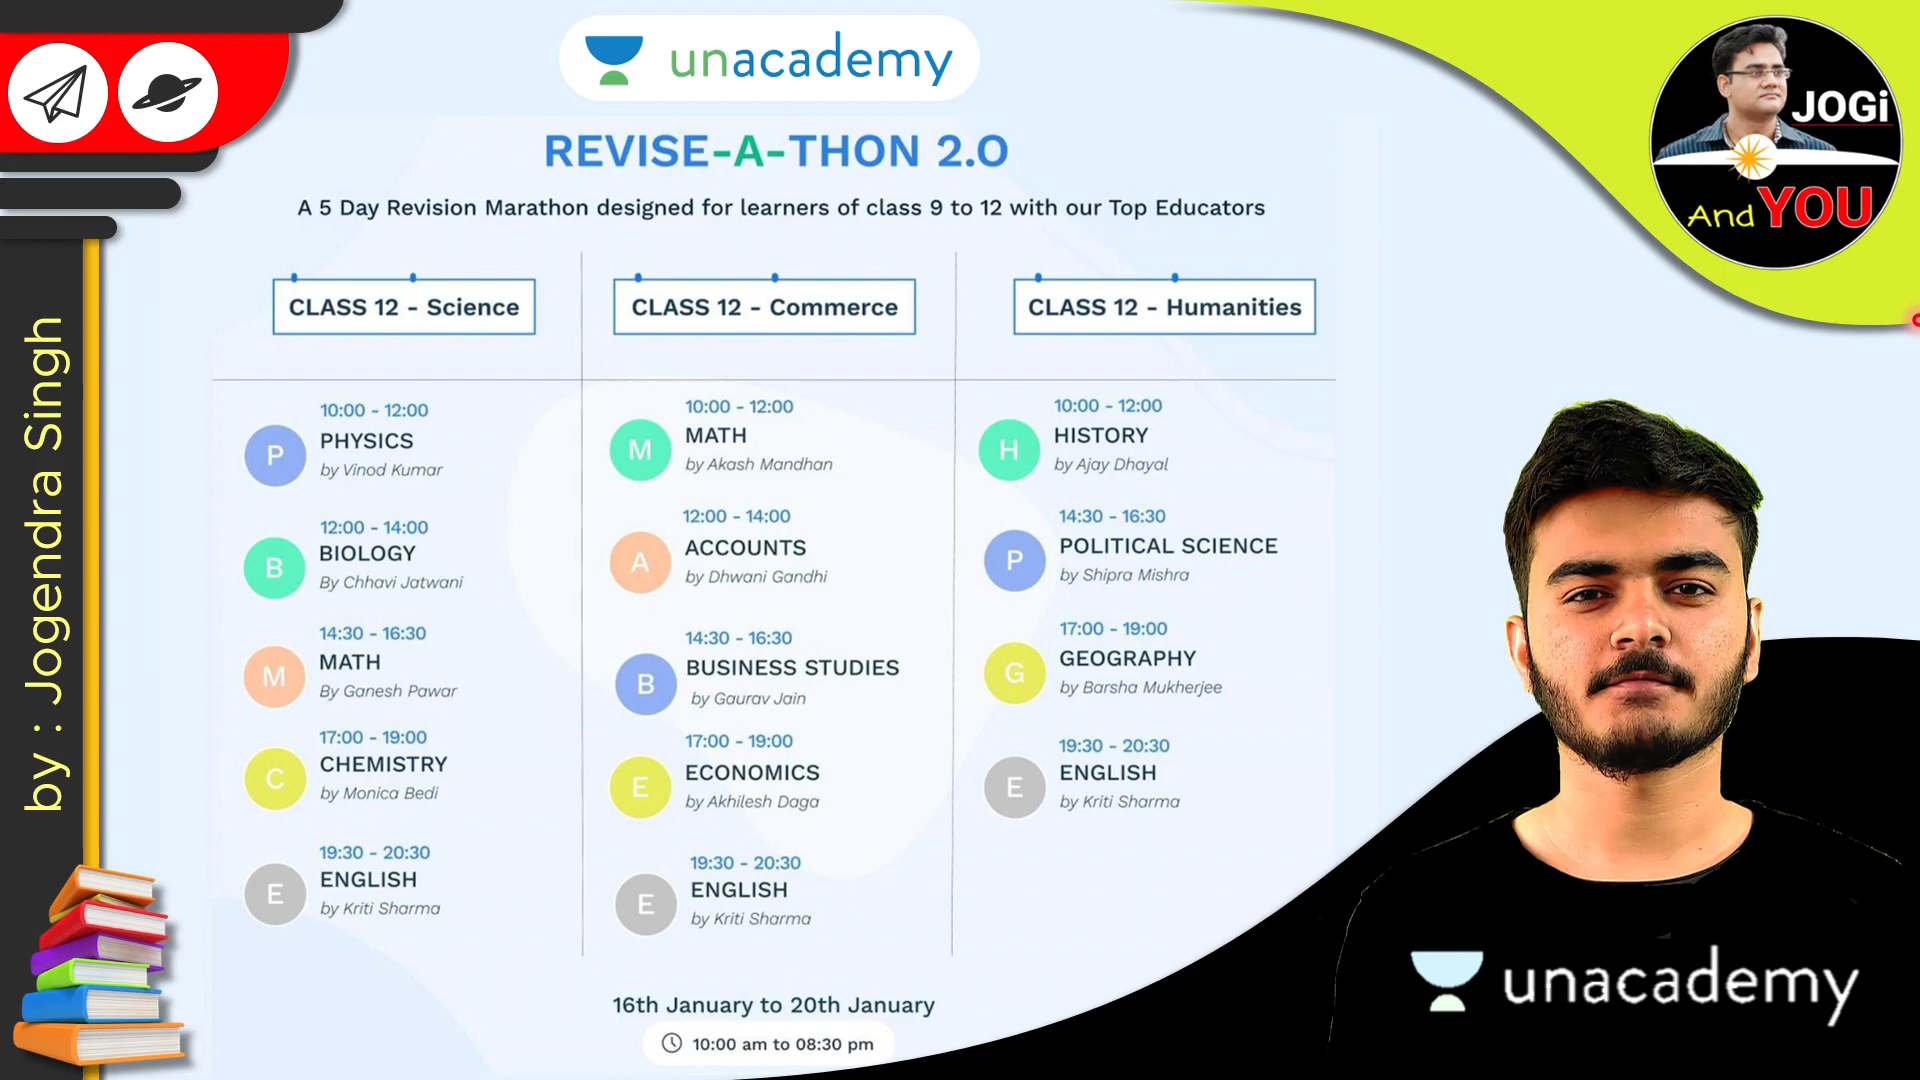 unacademy
REVISE-A-THON 2.0
A 5 Day Revision Marathon designed for learners of class 9 to 12 with our Top Educators
CLASS 12 - Science
P
10:00 - 12:00
PHYSICS
by Vinod Kumar
B
12:00 - 14:00
BIOLOGY
By Chhavi Jatwani
M
14:30 - 16:30
MATH
By Ganesh Pawar
C
17:00 - 19:00
CHEMISTRY
by Monica Bedi
E
19:30 - 20:30
ENGLISH
by Kriti Sharma
CLASS 12 - Commerce
M
10:00 - 12:00
MATH
by Akash Mandhan
A
12:00 - 14:00
ACCOUNTS
by Dhwani Gandhi
B
14:30 - 16:30
BUSINESS STUDIES
by Gaurav Jain
E
17:00 - 19:00
ECONOMICS
by Akhilesh Daga
E
19:30 - 20:30
ENGLISH
by Kriti Sharma
CLASS 12 - Humanities
H
10:00 - 12:00
HISTORY
by Ajay Dhayal
P
14:30 - 16:30
POLITICAL SCIENCE
by Shipra Mishra
G
17:00 - 19:00
GEOGRAPHY
by Barsha Mukherjee
E
19:30 - 20:30
ENGLISH
by Kriti Sharma
16th January to 20th January
10:00 am to 08:30 pm
by : Jogendra Singh
JOGi
And YOU
unacademy